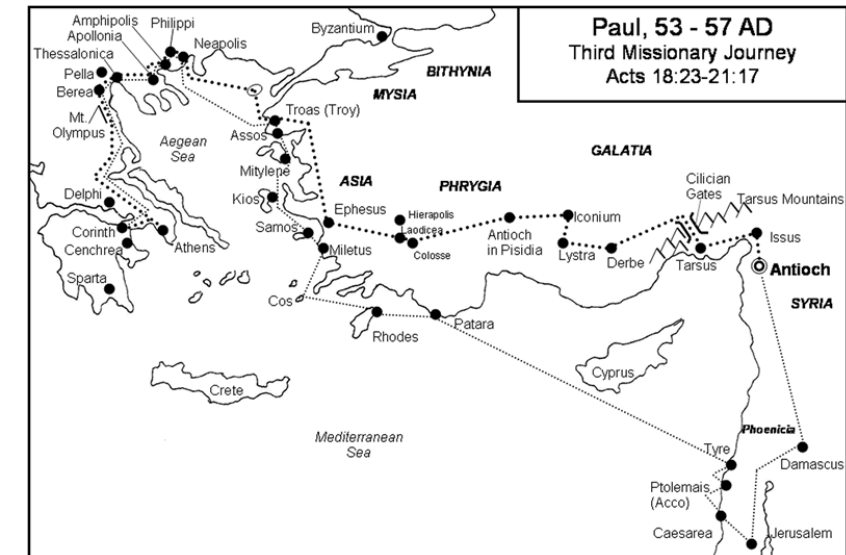 Paul, 53 - 57 AD
Third Missionary Journey
Acts 18:23-21:17
Amphipolis
Philippi
Apollonia
Neapolis
Byzantium
Thessalonica
Pella
Berea
BITHYNIA
MYSIA
Mt.
Olympus
Troas (Troy)
Aegean
Sea
Assos
Mitylene
GALATIA
ASIA
PHRYGIA
Cilician
Gates
Tarsus Mountains
Delphi
Kios
Hierapolis
Ephesus
Laodicea
Iconium
Corinth
Samos
Antioch
in Pisidia
Issus
Cenchrea
Athens
Miletus
Colosse
Lystra
Derbe
Tarsus
Antioch
Sparta
Cos
SYRIA
Rhodes
Patara
Crete
Cyprus
Mediterranean
Sea
Phoenicia
Tyre
Damascus
Ptolemais
(Acco)
Caesarea
Jerusalem